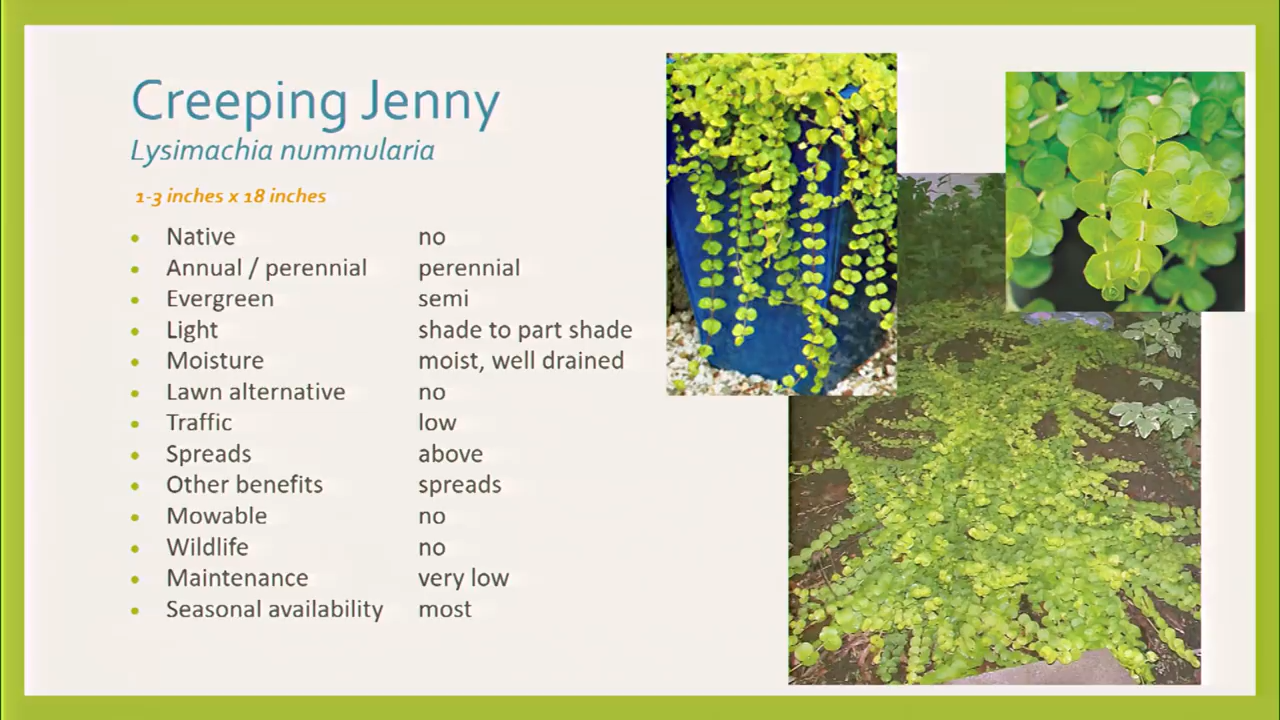 Creeping Jenny
Lysimachia nummularia
1-3 inches x 18 inches
• Native no
• Annual / perennial perennial
• Evergreen semi
• Light shade to part shade
• Moisture moist, well drained
• Lawn alternative no
• Traffic low
• Spreads above
• Other benefits spreads
• Mowable no
• Wildlife no
• Maintenance very low
• Seasonal availability most